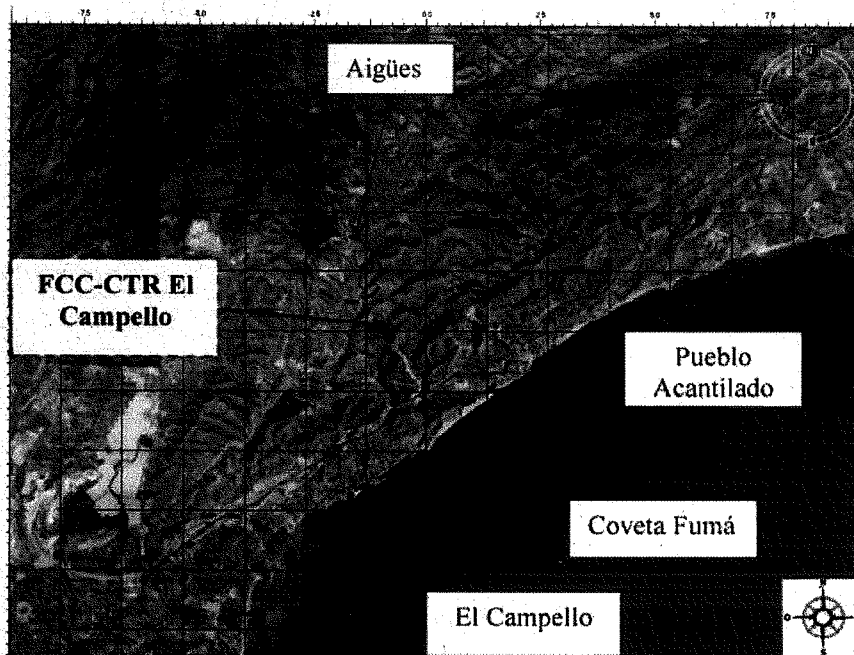 Aigües
FCC-CTR El
Campello
Pueblo
Acantilado
Coveta Fumá
El Campello